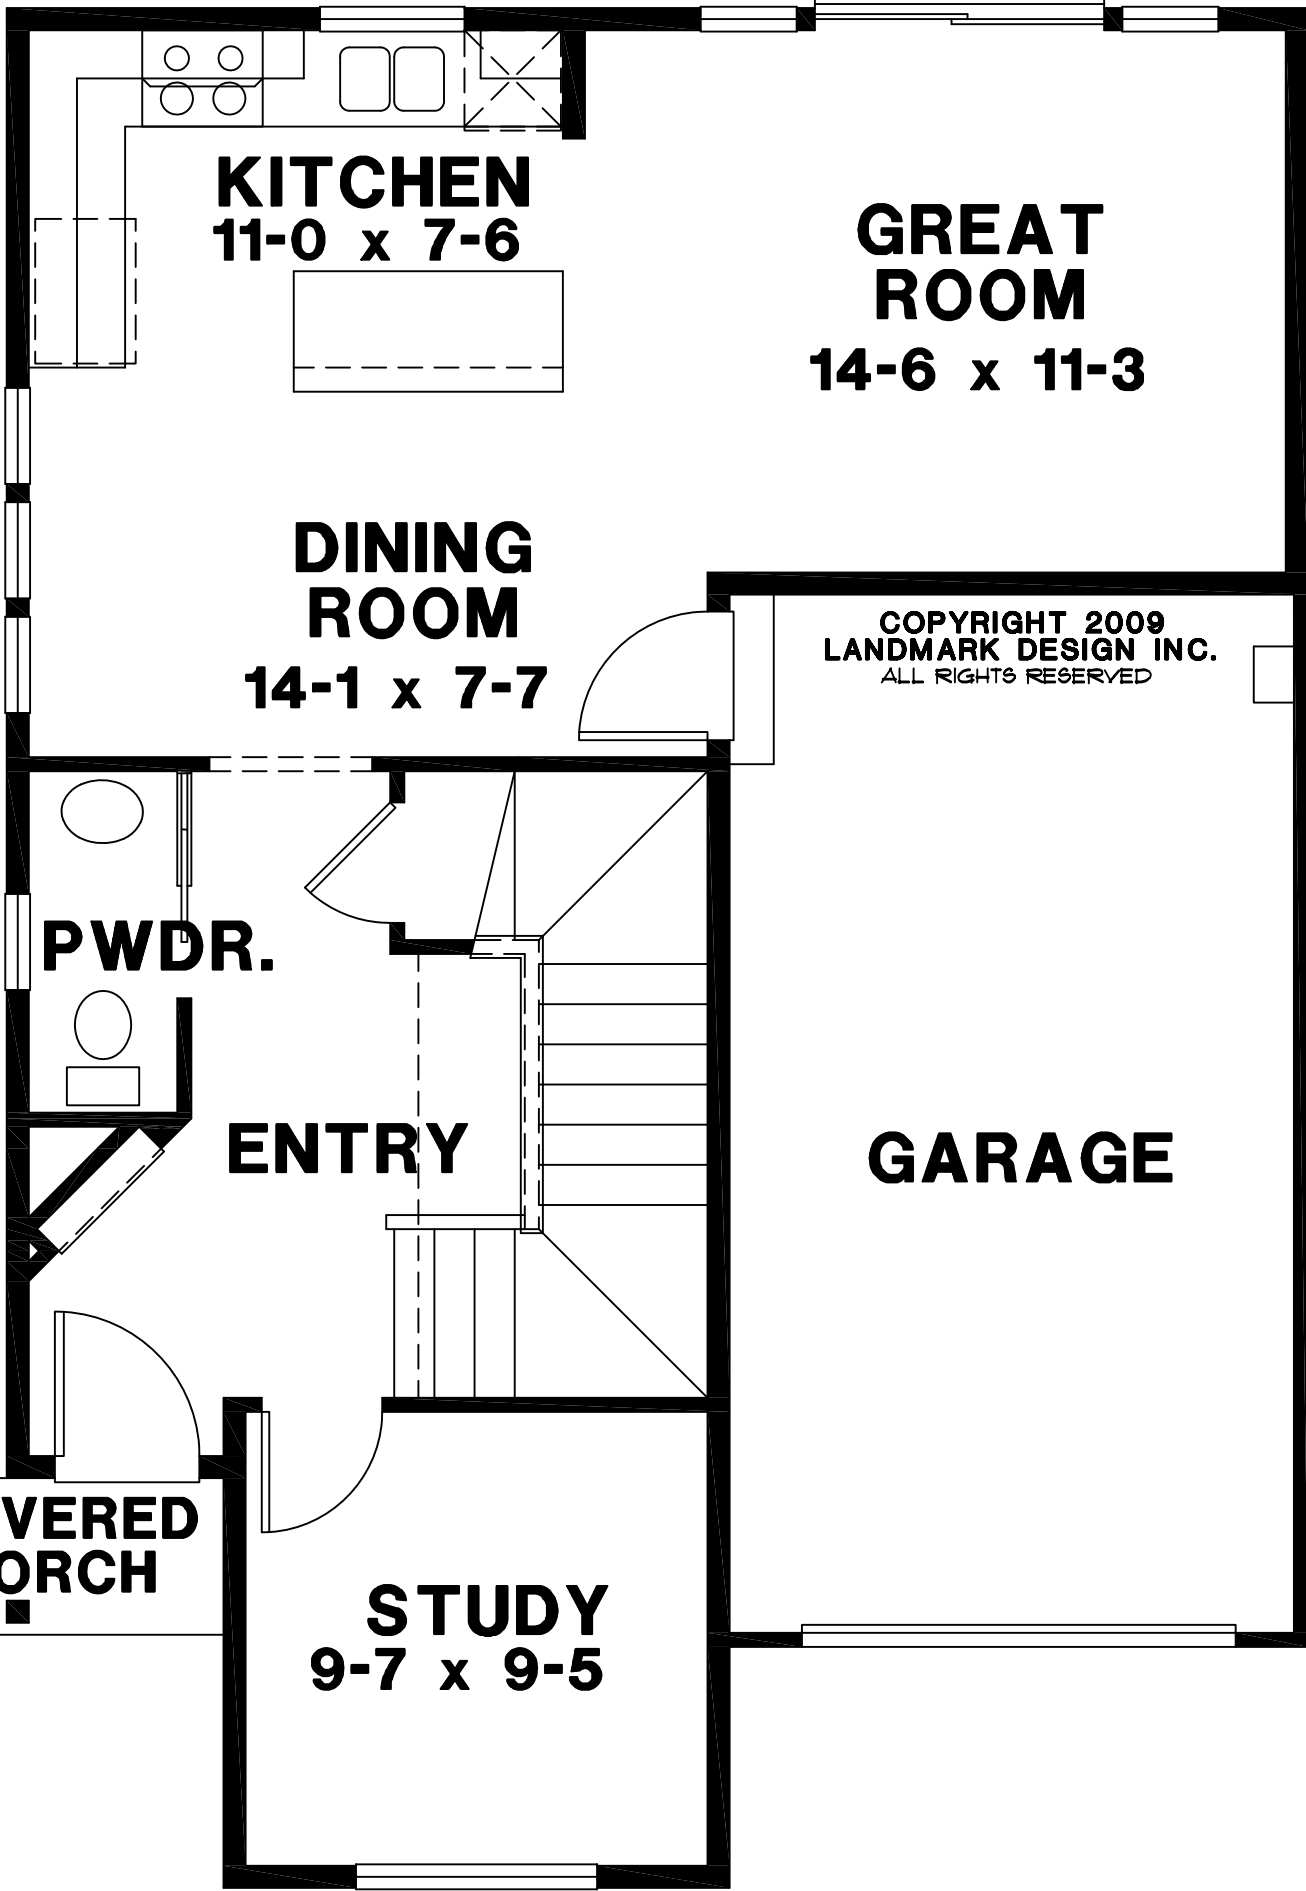 KITCHEN
11-0 x 7-6
GREAT
ROOM
14-6 x 11-3
DINING
ROOM
14-1 x 7-7
COPYRIGHT 2009
LANDMARK DESIGN INC.
ALL RIGHTS RESERVED
PWDR.
ENTRY
GARAGE
VERED
ORCH
STUDY
9-7 x 9-5